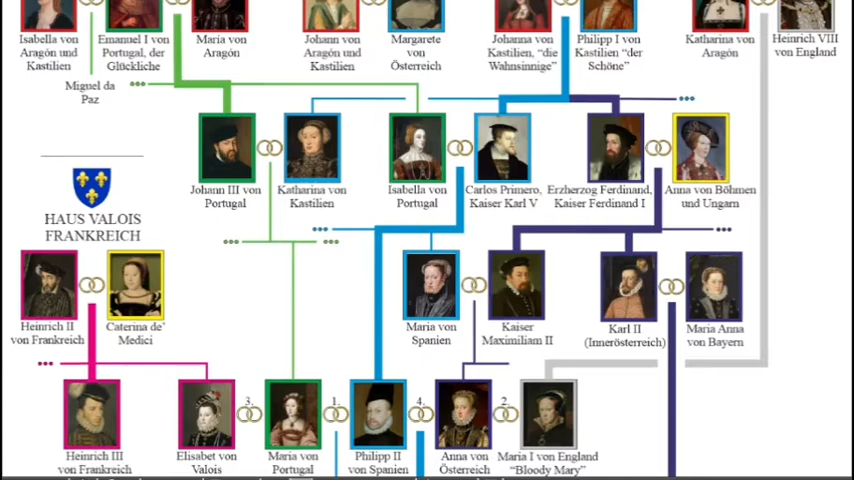 Isabella von
Aragón und
Kastilien
Emanuel I von
Portugal, der
Glückliche
Maria von
Aragón
Johann von
Aragón und
Kastilien
Margarete
von
Österreich
Johanna von
Kastilien, “die
Wahnsinnige”
Philipp I von
Kastilien “der
Schöne”
Katharina von
Aragón
Heinrich VIII
von England
Miguel da
Paz
Johann III von
Portugal
Katharina von
Kastilien
Isabella von
Portugal
Carlos Primero,
Kaiser Karl V
Erzherzog Ferdinand,
Kaiser Ferdinand I
Anna von Böhmen
und Ungarn
HAUS VALOIS
FRANKREICH
Heinrich II
von Frankreich
Caterina de’
Medici
Maria von
Spanien
Kaiser
Maximiliam II
Karl II
(Innerösterreich)
Maria Anna
von Bayern
3.
1.
4.
2.
Heinrich III
von Frankreich
Elisabet von
Valois
Maria von
Portugal
Philipp II
von Spanien
Anna von
Österreich
Maria I von England
“Bloody Mary”